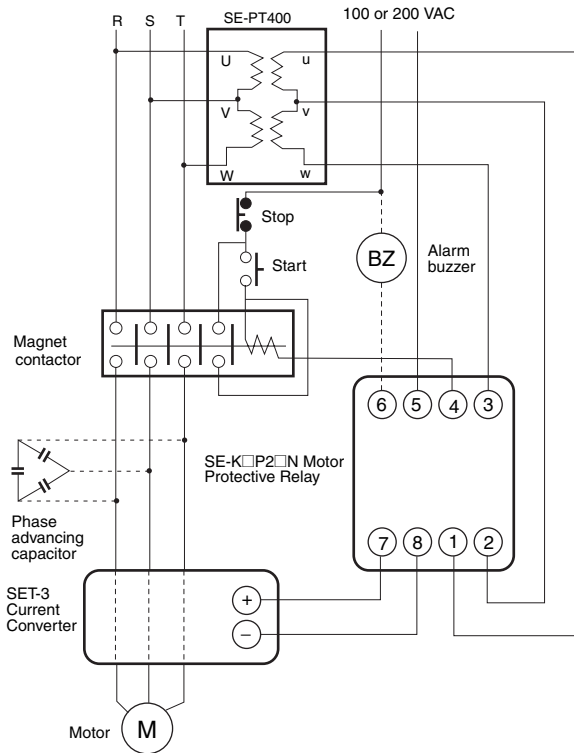 SE-PT400
100 or 200 VAC
R S T
U u
V v
W w
Stop
Start
BZ
Alarm
buzzer
Magnet
contactor
6 5 4 3
SE-K□P2□N Motor
Protective Relay
Phase
advancing
capacitor
7 8 1 2
SET-3
Current
Converter
+
−
Motor
M